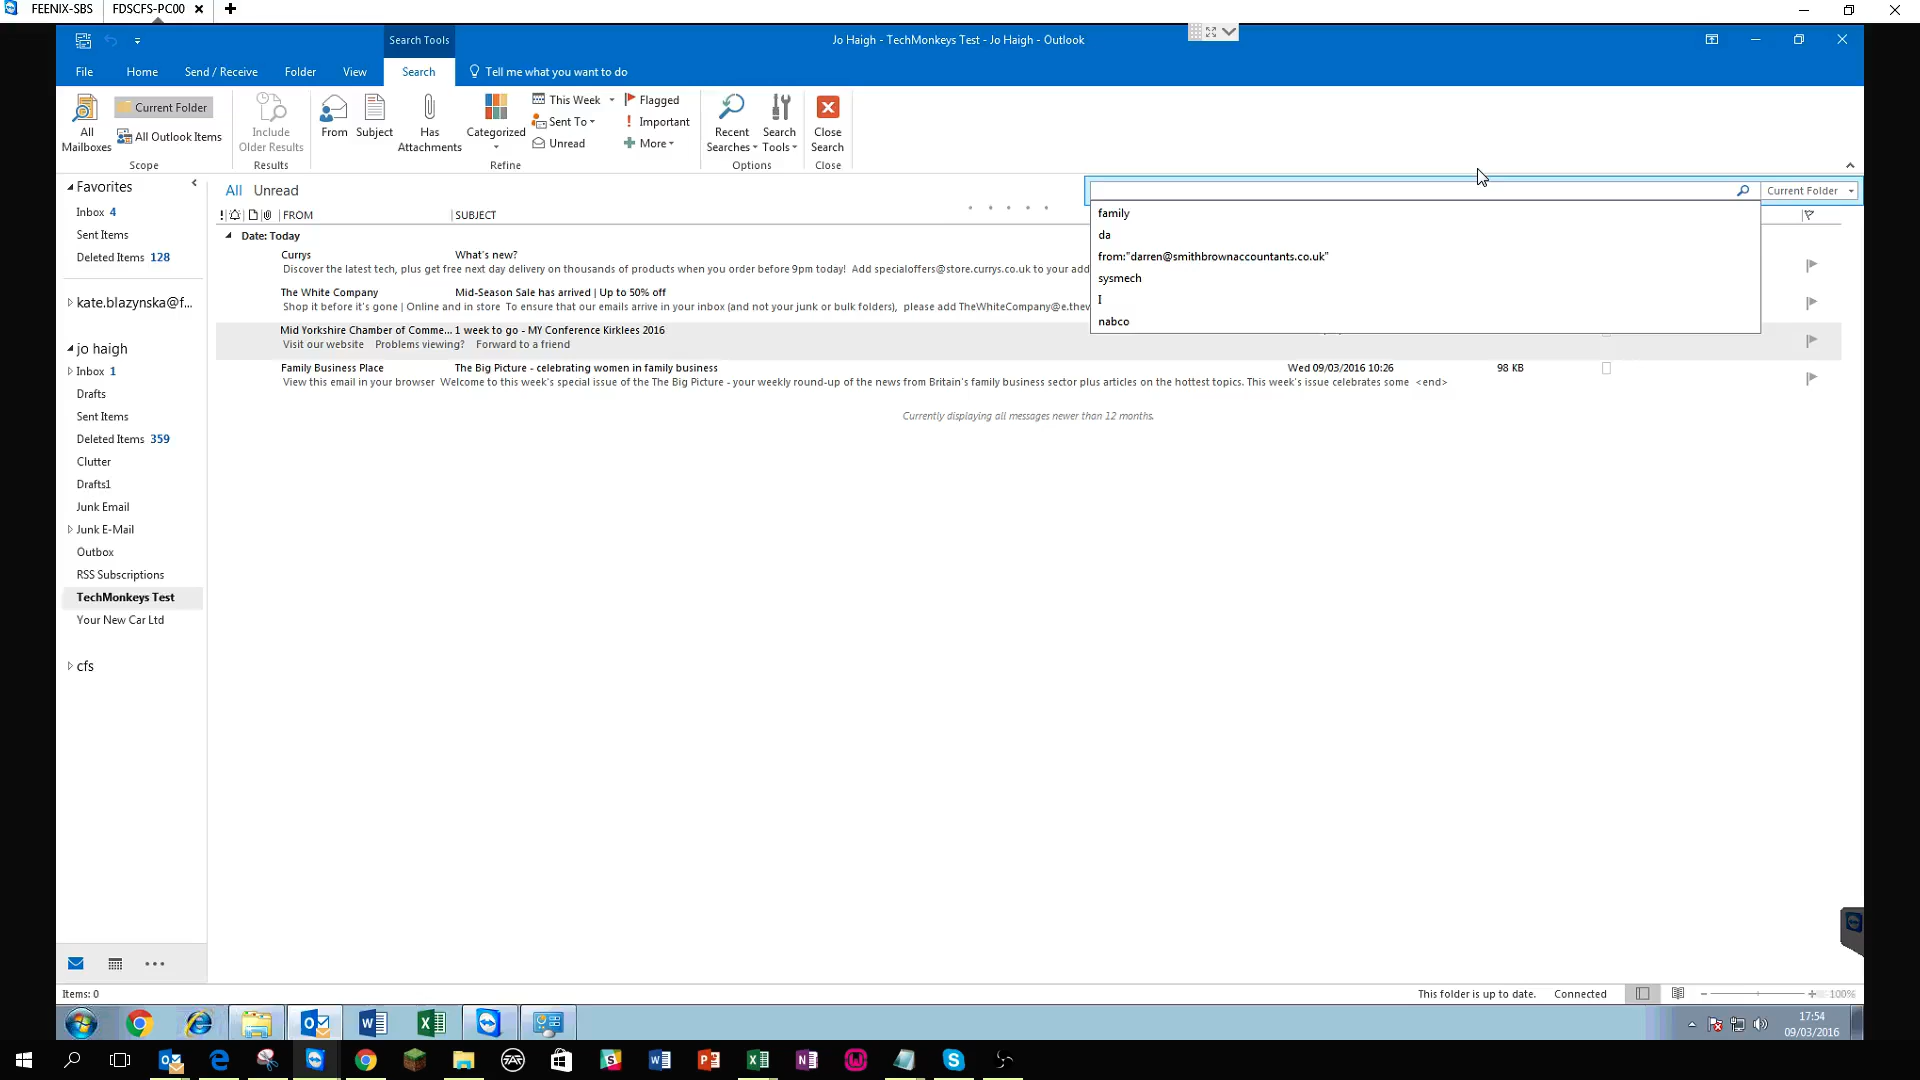 FEENIX-SBS FDSCFS-PC00
Search Tools
Jo Haigh - TechMonkeys Test - Jo Haigh - Outlook
File Home Send / Receive Folder View Search Tell me what you want to do
All Mailboxes
Current Folder
All Outlook Items
Scope
Include Older Results
Results
From
Subject
Has Attachments
Categorized
This Week
Sent To
Unread
Flagged
Important
More
Refine
Recent Searches
Search Tools
Options
Close Search
Close
Favorites
Inbox 4
Sent Items
Deleted Items 128
kate.blazynska@f...
jo haigh
Inbox 1
Drafts
Sent Items
Deleted Items 359
Clutter
Drafts1
Junk Email
Junk E-Mail
Outbox
RSS Subscriptions
TechMonkeys Test
Your New Car Ltd
cfs
All Unread
Current Folder
family
da
from:"darren@smithbrownaccountants.co.uk"
sysmech
I
nabco
FROM SUBJECT
Date: Today
Currys What's new?
Discover the latest tech, plus get free next day delivery on thousands of products when you order before 9pm today! Add specialoffers@store.currys.co.uk to your add
The White Company Mid-Season Sale has arrived | Up to 50% off
Shop it before it's gone | Online and in store To ensure that our emails arrive in your inbox (and not your junk or bulk folders), please add TheWhiteCompany@e.thev
Mid Yorkshire Chamber of Comme... 1 week to go - MY Conference Kirklees 2016
Visit our website Problems viewing? Forward to a friend
Family Business Place The Big Picture - celebrating women in family business Wed 09/03/2016 10:26 98 KB
View this email in your browser Welcome to this week's special issue of the The Big Picture - your weekly round-up of the news from Britain's family business sector plus articles on the hottest topics. This week's issue celebrates some <end>
Currently displaying all messages newer than 12 months.
Items: 0
This folder is up to date. Connected 100%
17:54
09/03/2016